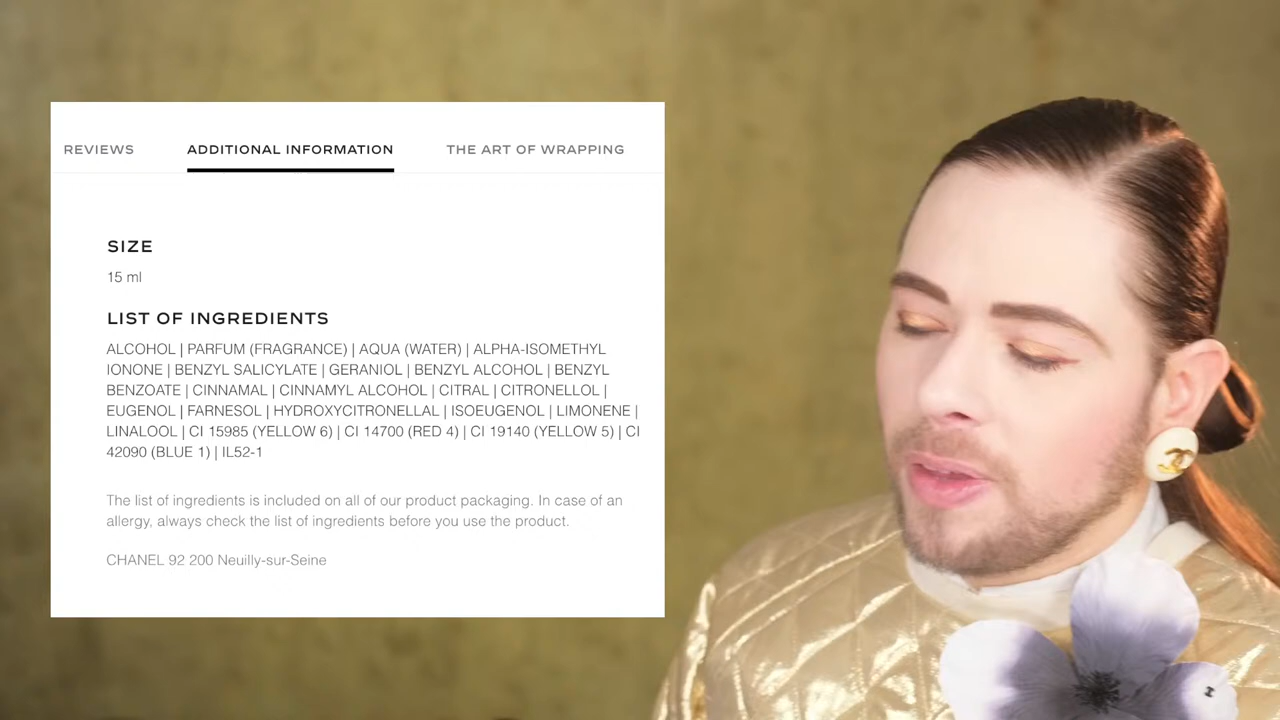 REVIEWS ADDITIONAL INFORMATION THE ART OF WRAPPING
SIZE
15 ml
LIST OF INGREDIENTS
ALCOHOL | PARFUM (FRAGRANCE) | AQUA (WATER) | ALPHA-ISOMETHYL
IONONE | BENZYL SALICYLATE | GERANIOL | BENZYL ALCOHOL | BENZYL
BENZOATE | CINNAMAL | CINNAMYL ALCOHOL | CITRAL | CITRONELLOL |
EUGENOL | FARNESOL | HYDROXYCITRONELLAL | ISOEUGENOL | LIMONENE |
LINALOOL | CI 15985 (YELLOW 6) | CI 14700 (RED 4) | CI 19140 (YELLOW 5) | CI
42090 (BLUE 1) | IL52-1
The list of ingredients is included on all of our product packaging. In case of an
allergy, always check the list of ingredients before you use the product.
CHANEL 92 200 Neuilly-sur-Seine